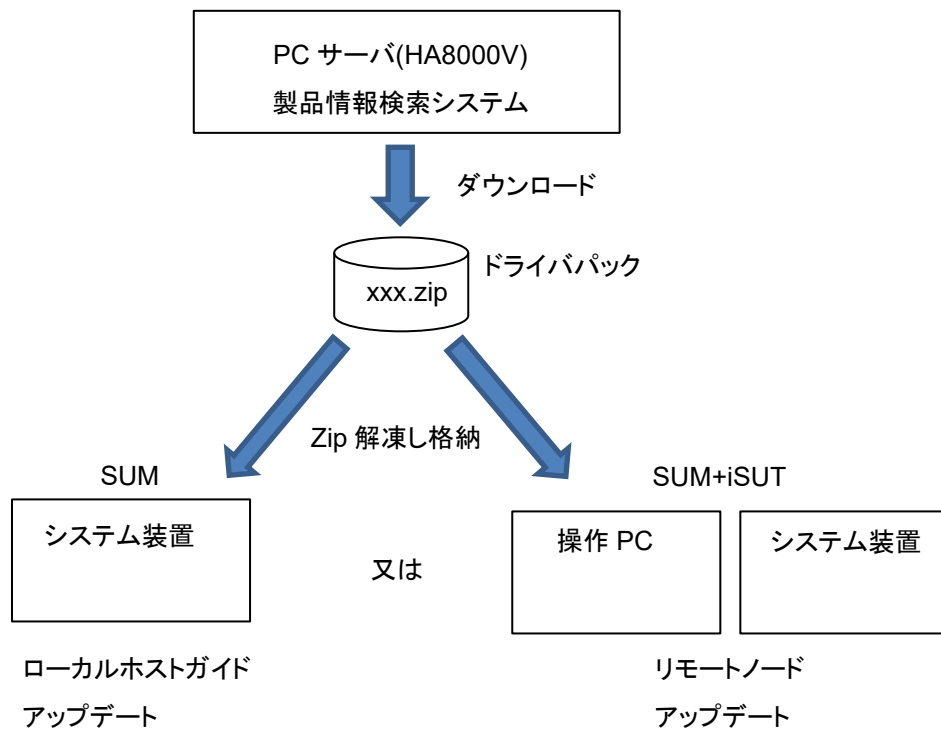 PC サーバ(HA8000V)
製品情報検索システム
ダウンロード
ドライバパック
xxx.zip
Zip 解凍し格納
SUM
SUM+iSUT
システム装置
操作 PC
システム装置
又は
ローカルホストガイド
アップデート
リモートノード
アップデート